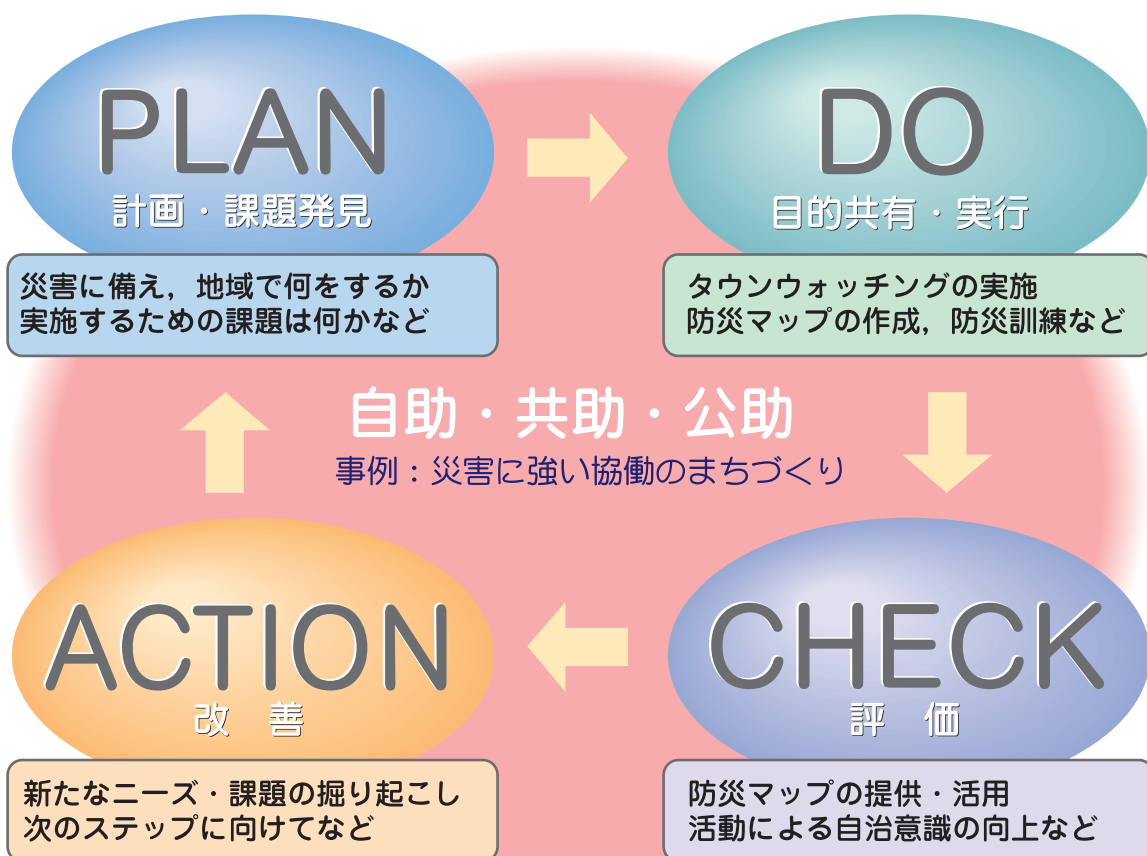 PLAN
計画・課題発見
災害に備え，地域で何をするか
実施するための課題は何かなど
DO
目的共有・実行
タウンウォッチングの実施
防災マップの作成，防災訓練など
自助・共助・公助
事例：災害に強い協働のまちづくり
ACTION
改　善
新たなニーズ・課題の掘り起こし
次のステップに向けてなど
CHECK
評　価
防災マップの提供・活用
活動による自治意識の向上など